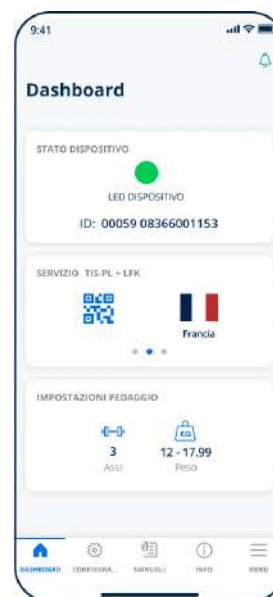 9:41
Dashboard
STATO DISPOSITIVO
LED DISPOSITIVO
ID: 00059 08366001153
SERVIZIO TIS-PL + LFK
Francia
IMPOSTAZIONI PEDAGGIO
KG
3
12 - 17.99
Assi
Peso
DASHBOARD
CONFIGURA...
MANUALI
INFO
MENU